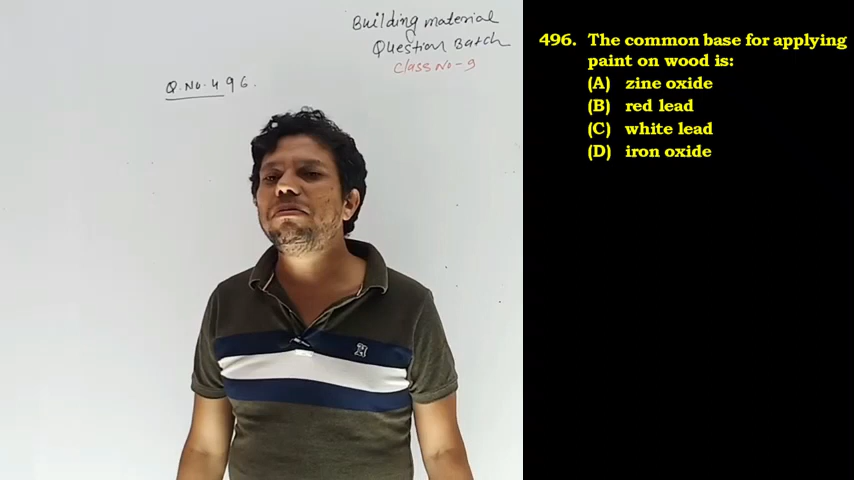 Building material
Question Batch
Class No - 9
Q. No. 496.
496. The common base for applying
paint on wood is:
(A) zine oxide
(B) red lead
(C) white lead
(D) iron oxide